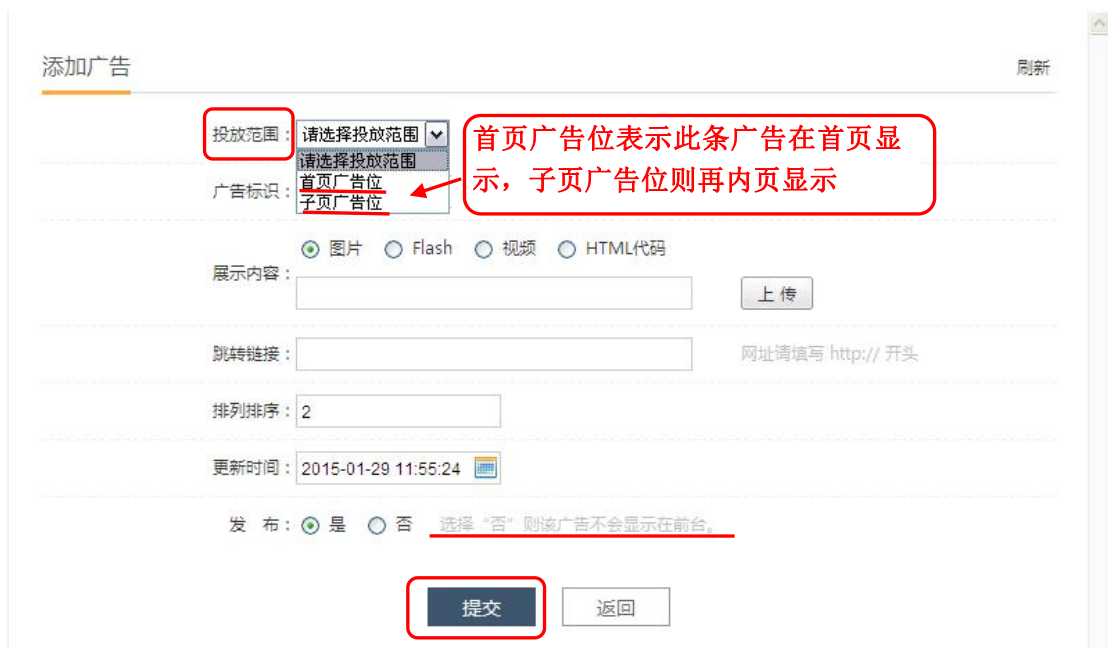 添加广告
刷新
投放范围：
请选择投放范围
请选择投放范围
首页广告位
子页广告位
首页广告位表示此条广告在首页显
示，子页广告位则再内页显示
广告标识：
图片 Flash 视频 HTML代码
展示内容：
上 传
跳转链接：
网址请填写 http:// 开头
排列排序：2
更新时间：2015-01-29 11:55:24
发 布：是 否 选择“否”则该广告不会显示在前台。
提交 返回